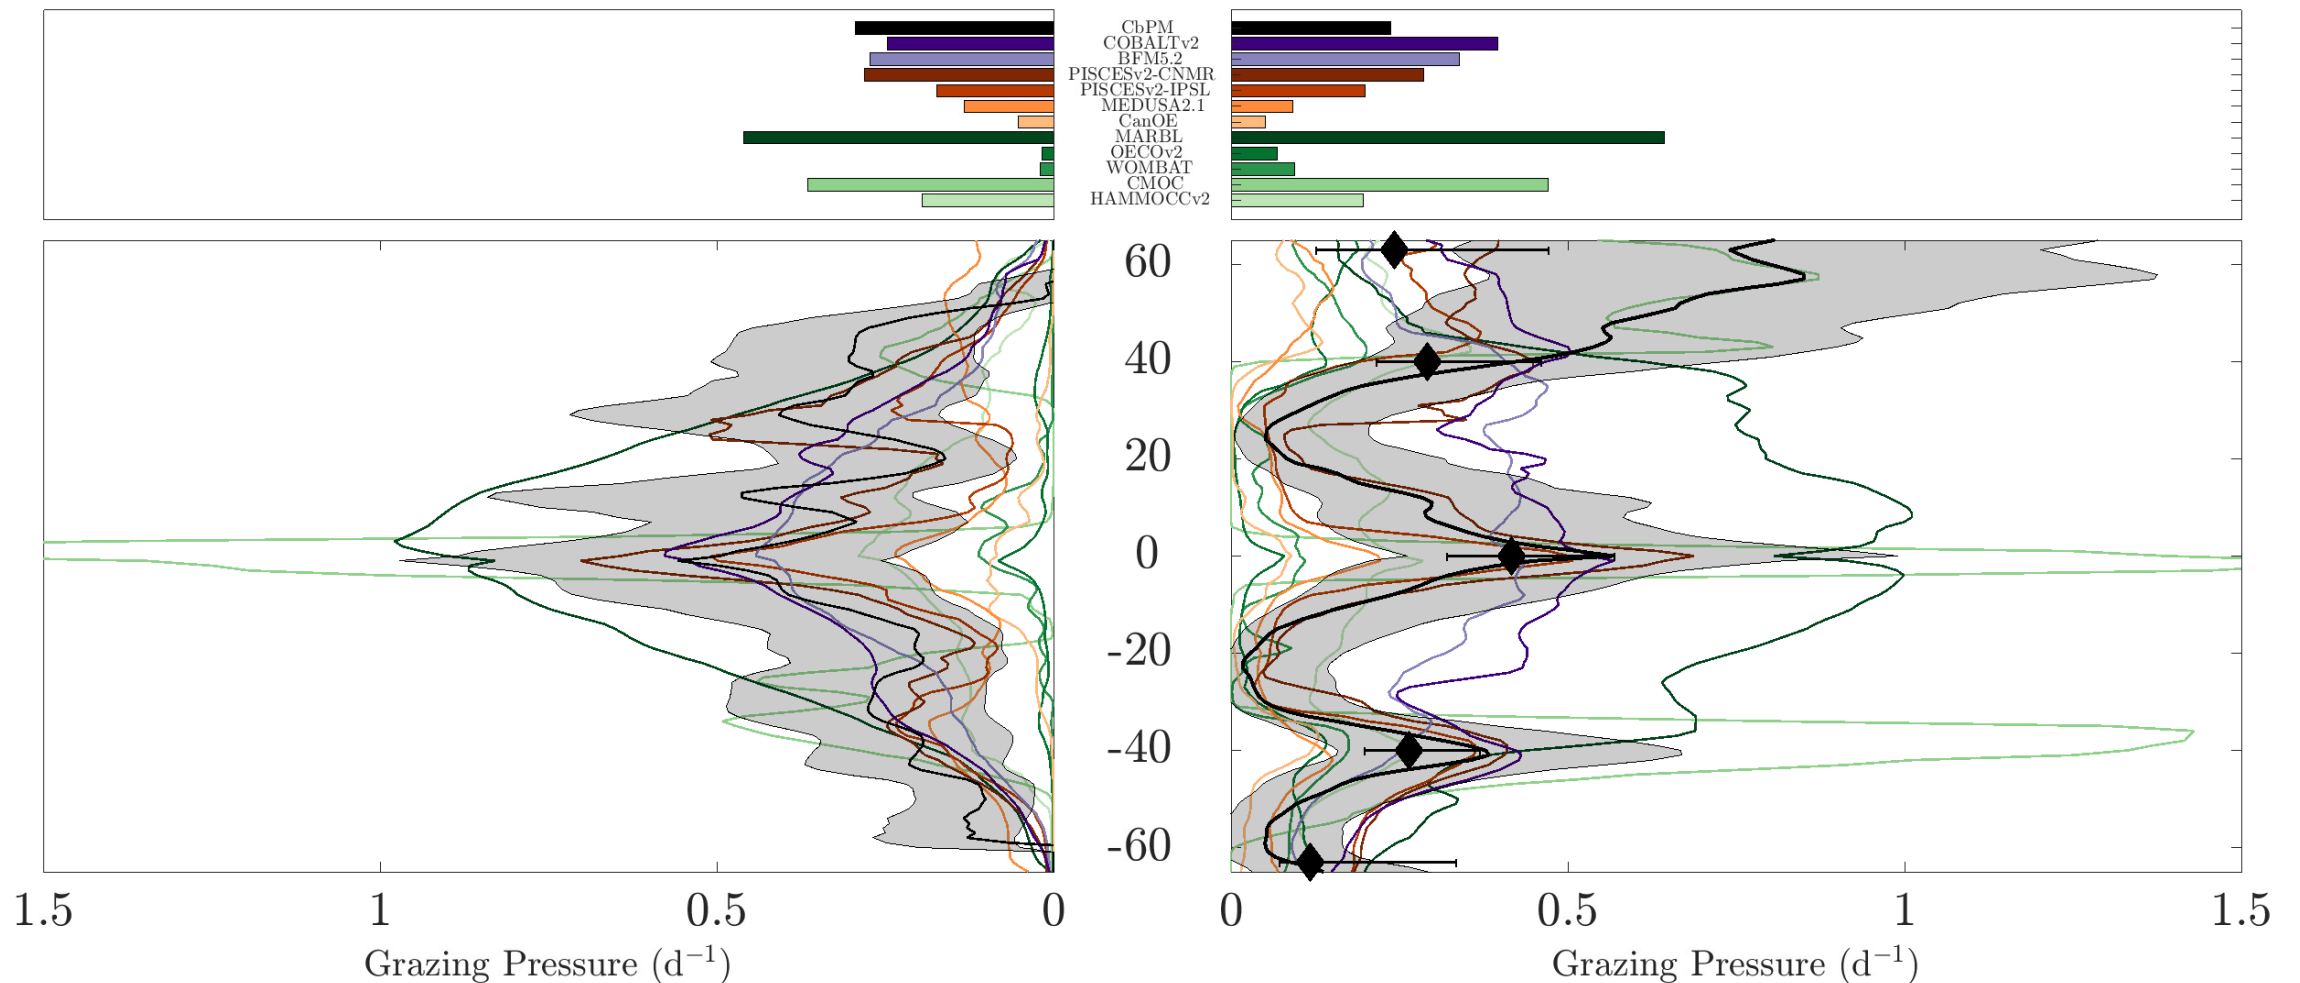 CbPM
COBALTv2
BFM5.2
PISCESv2-CNMR
PISCESv2-IPSL
MEDUSA2.1
CanOE
MARBL
OECOv2
WOMBAT
CMOC
HAMMOCCv2
60
40
20
0
-20
-40
-60
1.5 1 0.5 0 0 0.5 1 1.5
Grazing Pressure (d⁻¹) Grazing Pressure (d⁻¹)